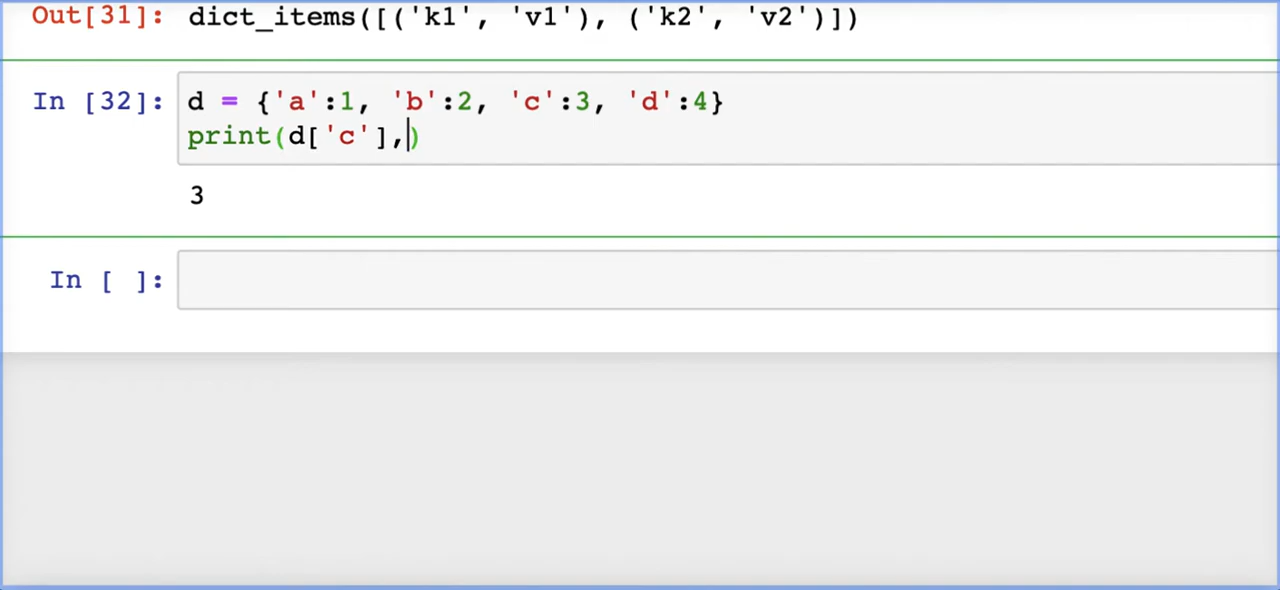 Out[31]: dict_items([('k1', 'v1'), ('k2', 'v2')])
In [32]: d = {'a':1, 'b':2, 'c':3, 'd':4}
print(d['c'],)
3
In [ ]: